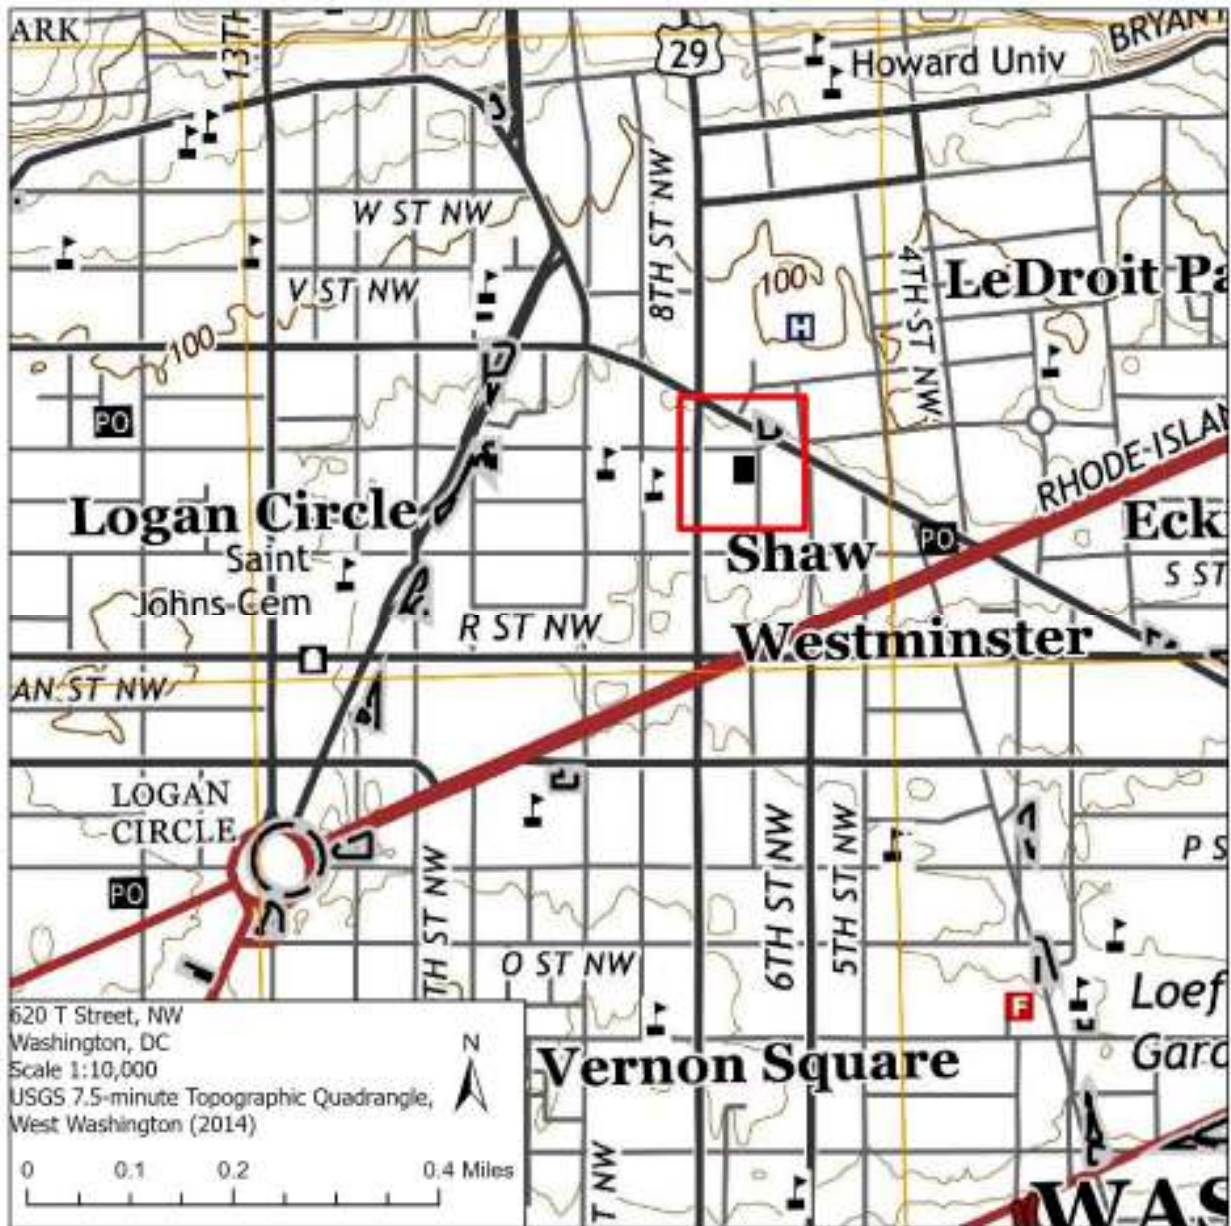 ARK
13TH
29
Howard Univ
BRYAN
W ST NW
8TH ST NW
V ST NW
100
H
4TH ST NW
LeDroit Pa
100
PO
RHODE-ISLA
Logan Circle
PO
Eck
Saint
Johns-Cem
Shaw
S ST
R ST NW
Westminster
AN ST NW
LOGAN
CIRCLE
PO
TH ST NW
6TH ST NW
5TH ST NW
P S
O ST NW
F
Loef
Gard
Vernon Square
T NW
WAS
620 T Street, NW
Washington, DC
Scale 1:10,000
USGS 7.5-minute Topographic Quadrangle,
West Washington (2014)
N
0 0.1 0.2 0.4 Miles